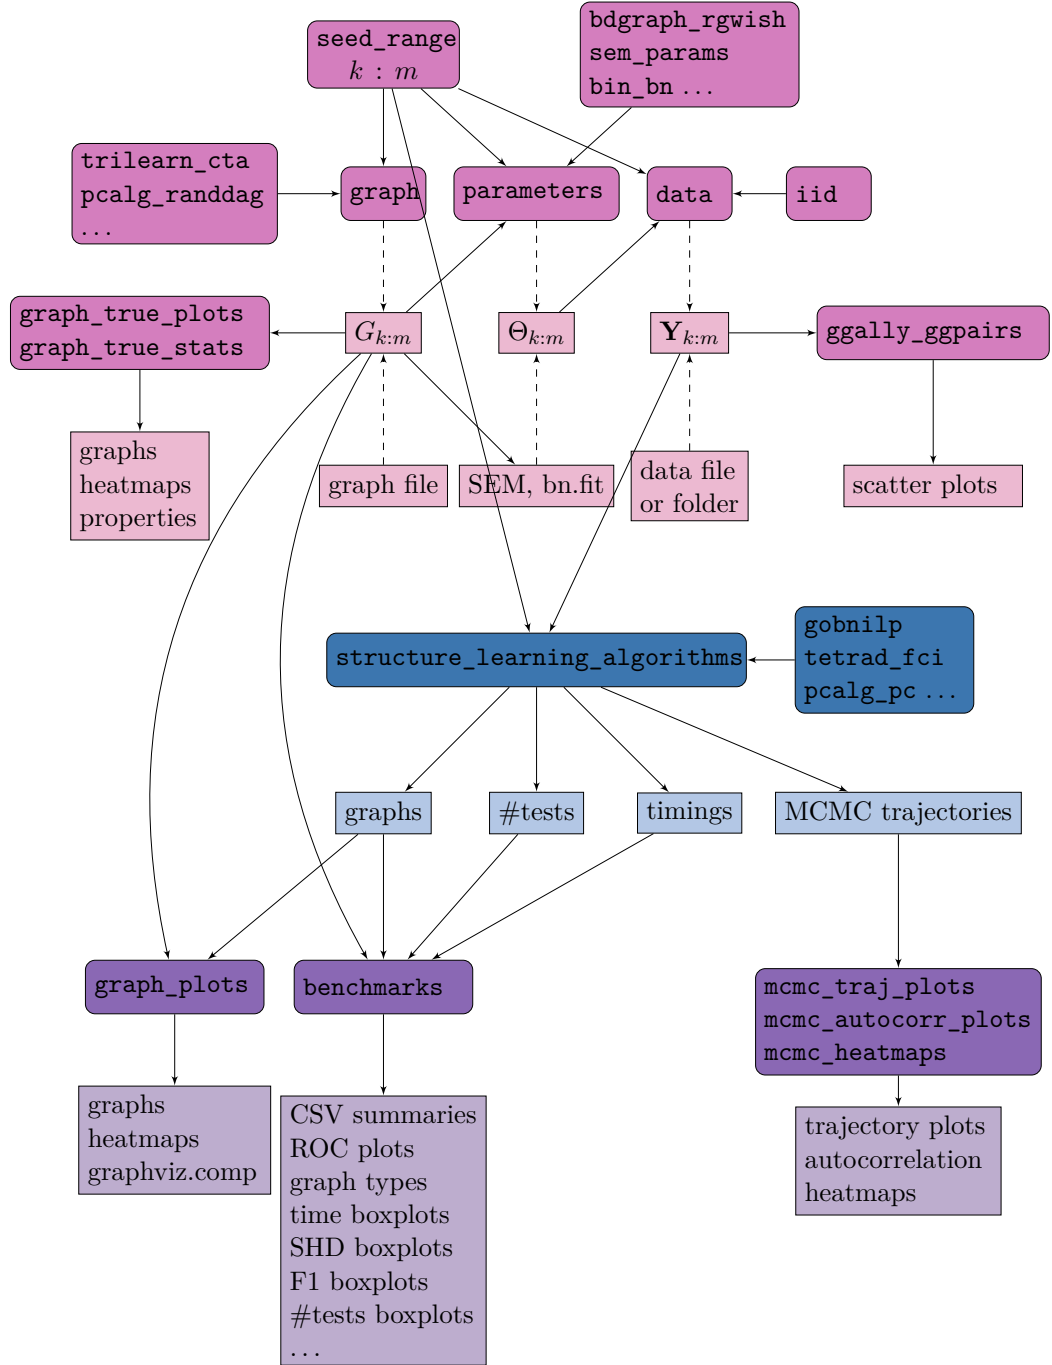 seed_range
k : m
bdgraph_rgwish
sem_params
bin_bn ...
trilearn_cta
pcalg_randdag
...
graph
parameters
data
iid
graph_true_plots
graph_true_stats
G_{k:m}
Θ_{k:m}
Y_{k:m}
ggally_ggpairs
graphs
heatmaps
properties
graph file
SEM, bn.fit
data file
or folder
scatter plots
structure_learning_algorithms
gobnilp
tetrad_fci
pcalg_pc ...
graphs
#tests
timings
MCMC trajectories
graph_plots
benchmarks
mcmc_traj_plots
mcmc_autocorr_plots
mcmc_heatmaps
graphs
heatmaps
graphviz.comp
CSV summaries
ROC plots
graph types
time boxplots
SHD boxplots
F1 boxplots
#tests boxplots
...
trajectory plots
autocorrelation
heatmaps